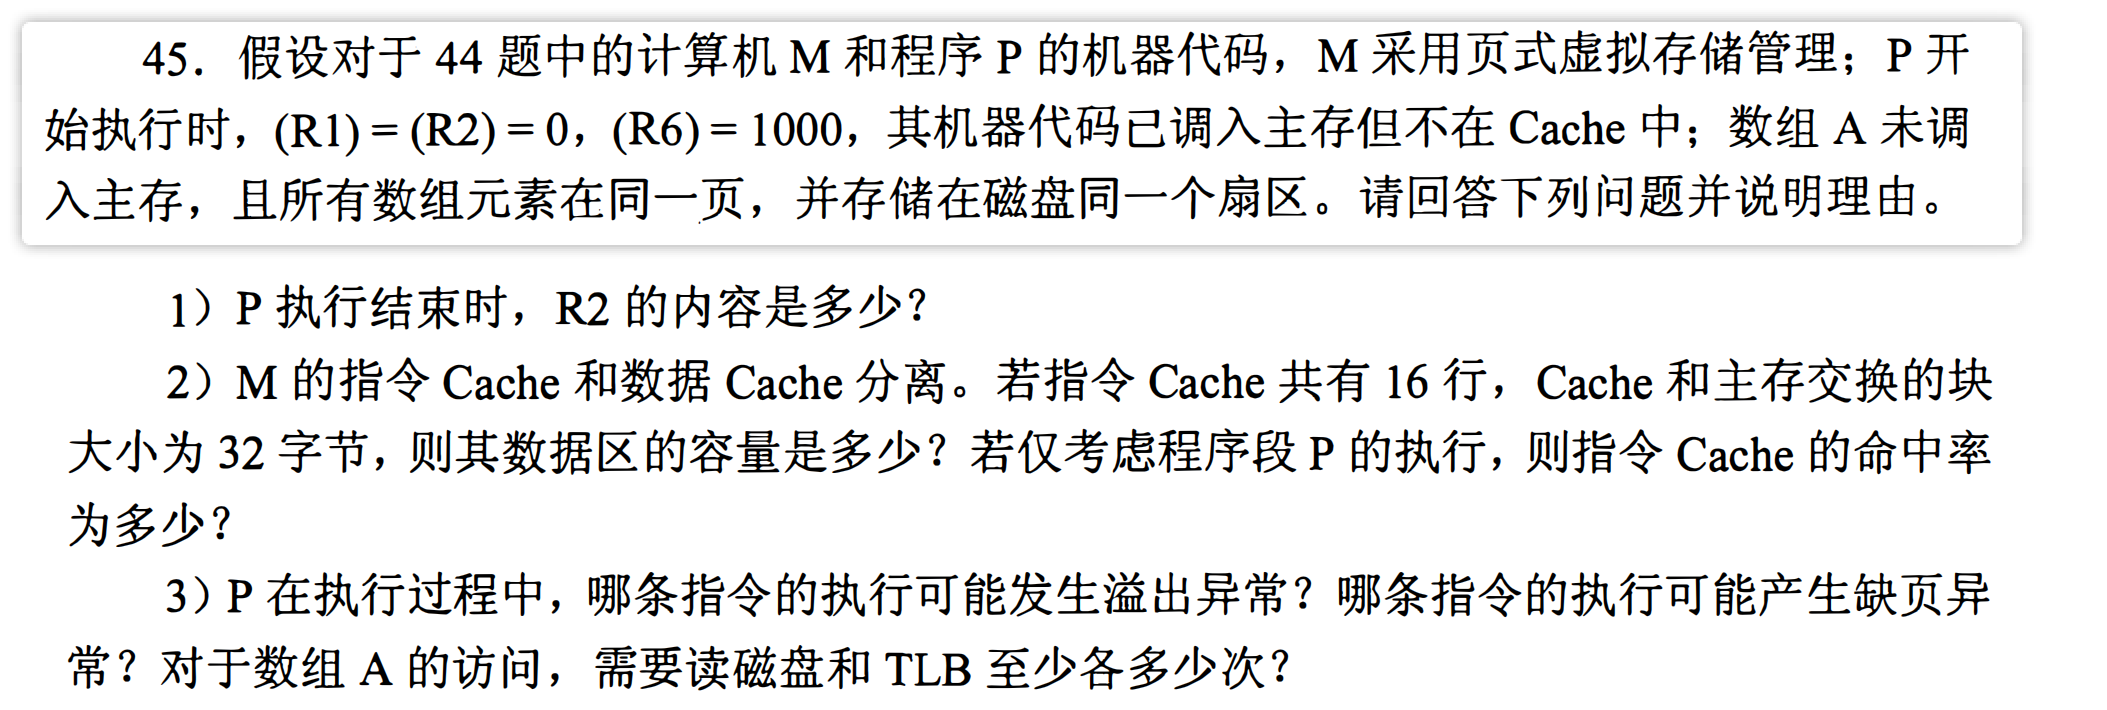 45．假设对于 44 题中的计算机 M 和程序 P 的机器代码，M 采用页式虚拟存储管理；P 开
始执行时，(R1) = (R2) = 0，(R6) = 1000，其机器代码已调入主存但不在 Cache 中；数组 A 未调
入主存，且所有数组元素在同一页，并存储在磁盘同一个扇区。请回答下列问题并说明理由。
1）P 执行结束时，R2 的内容是多少？
2）M 的指令 Cache 和数据 Cache 分离。若指令 Cache 共有 16 行，Cache 和主存交换的块
大小为 32 字节，则其数据区的容量是多少？若仅考虑程序段 P 的执行，则指令 Cache 的命中率
为多少？
3）P 在执行过程中，哪条指令的执行可能发生溢出异常？哪条指令的执行可能产生缺页异
常？对于数组 A 的访问，需要读磁盘和 TLB 至少各多少次？